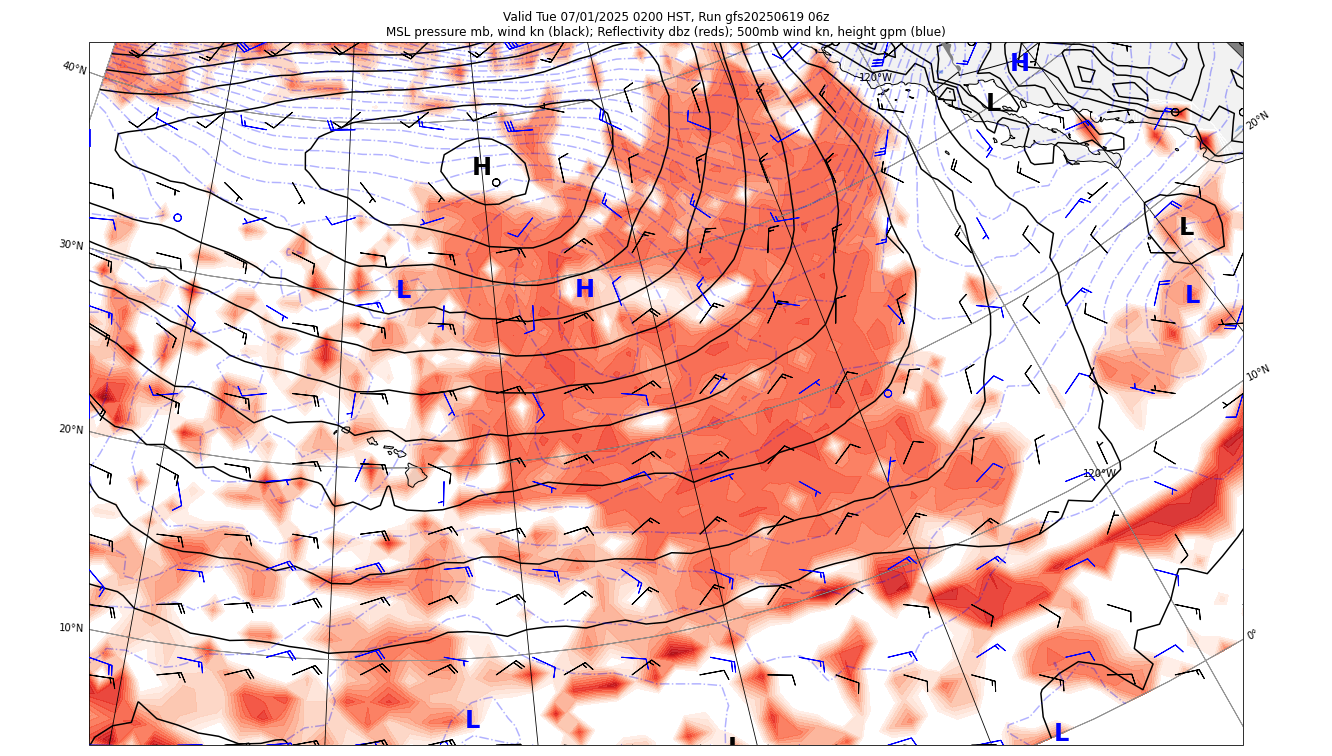 Valid Tue 07/01/2025 0200 HST, Run gfs20250619 06z
MSL pressure mb, wind kn (black); Reflectivity dbz (reds); 500mb wind kn, height gpm (blue)
40°N
120°W
H
L
20°N
H
30°N
L
L
H
L
10°N
20°N
120°W
10°N
0°
L
L